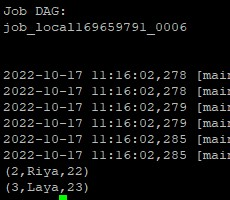 Job DAG:
job_local169659791_0006
2022-10-17 11:16:02,278 [main
2022-10-17 11:16:02,278 [main
2022-10-17 11:16:02,279 [main
2022-10-17 11:16:02,279 [main
2022-10-17 11:16:02,285 [main
2022-10-17 11:16:02,285 [main
(2,Riya,22)
(3,Laya,23)